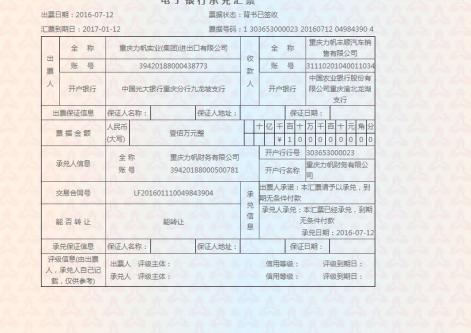 电子银行承兑汇票
出票日期：2016-07-12 票据状态：背书已签收
汇票到期日：2017-01-12 票据号码：1 303653000023 20160712 04984390 4
出票人 全 称 重庆力帆实业(集团)进出口有限公司 收款人 全 称 重庆力帆丰顺汽车销售有限公司
账 号 39420188000438773 账 号 31110201040011034
开户银行 中国光大银行重庆分行九龙坡支行 开户银行 中国农业银行股份有限公司重庆渝北龙湖支行
出票保证信息 保证人名称： 保证人地址： 保证日期：
票据金额 人民币(大写) 壹佰万元整 十 亿 千 百 十 万 千 百 十 元 角 分
¥ 1 0 0 0 0 0 0 0 0
承兑人信息 全 称 重庆力帆财务有限公司 开户行行号 303653000023
账 号 39420188000500781 开户行名称 重庆力帆财务有限公司
交易合同号 LF201601110049843904 承兑信息 出票人承诺：本汇票请予以承兑，到期无条件付款
能否转让 能转让 承兑人承兑：本汇票已经承兑，到期无条件付款
承兑日期：2016-07-12
承兑保证信息 保证人名称： 保证人地址： 保证日期：
评级信息(由出票人，承兑人自己记载，仅供参考) 出票人 评级主体： 信用等级： 评级到期日：
承兑人 评级主体： 信用等级： 评级到期日：